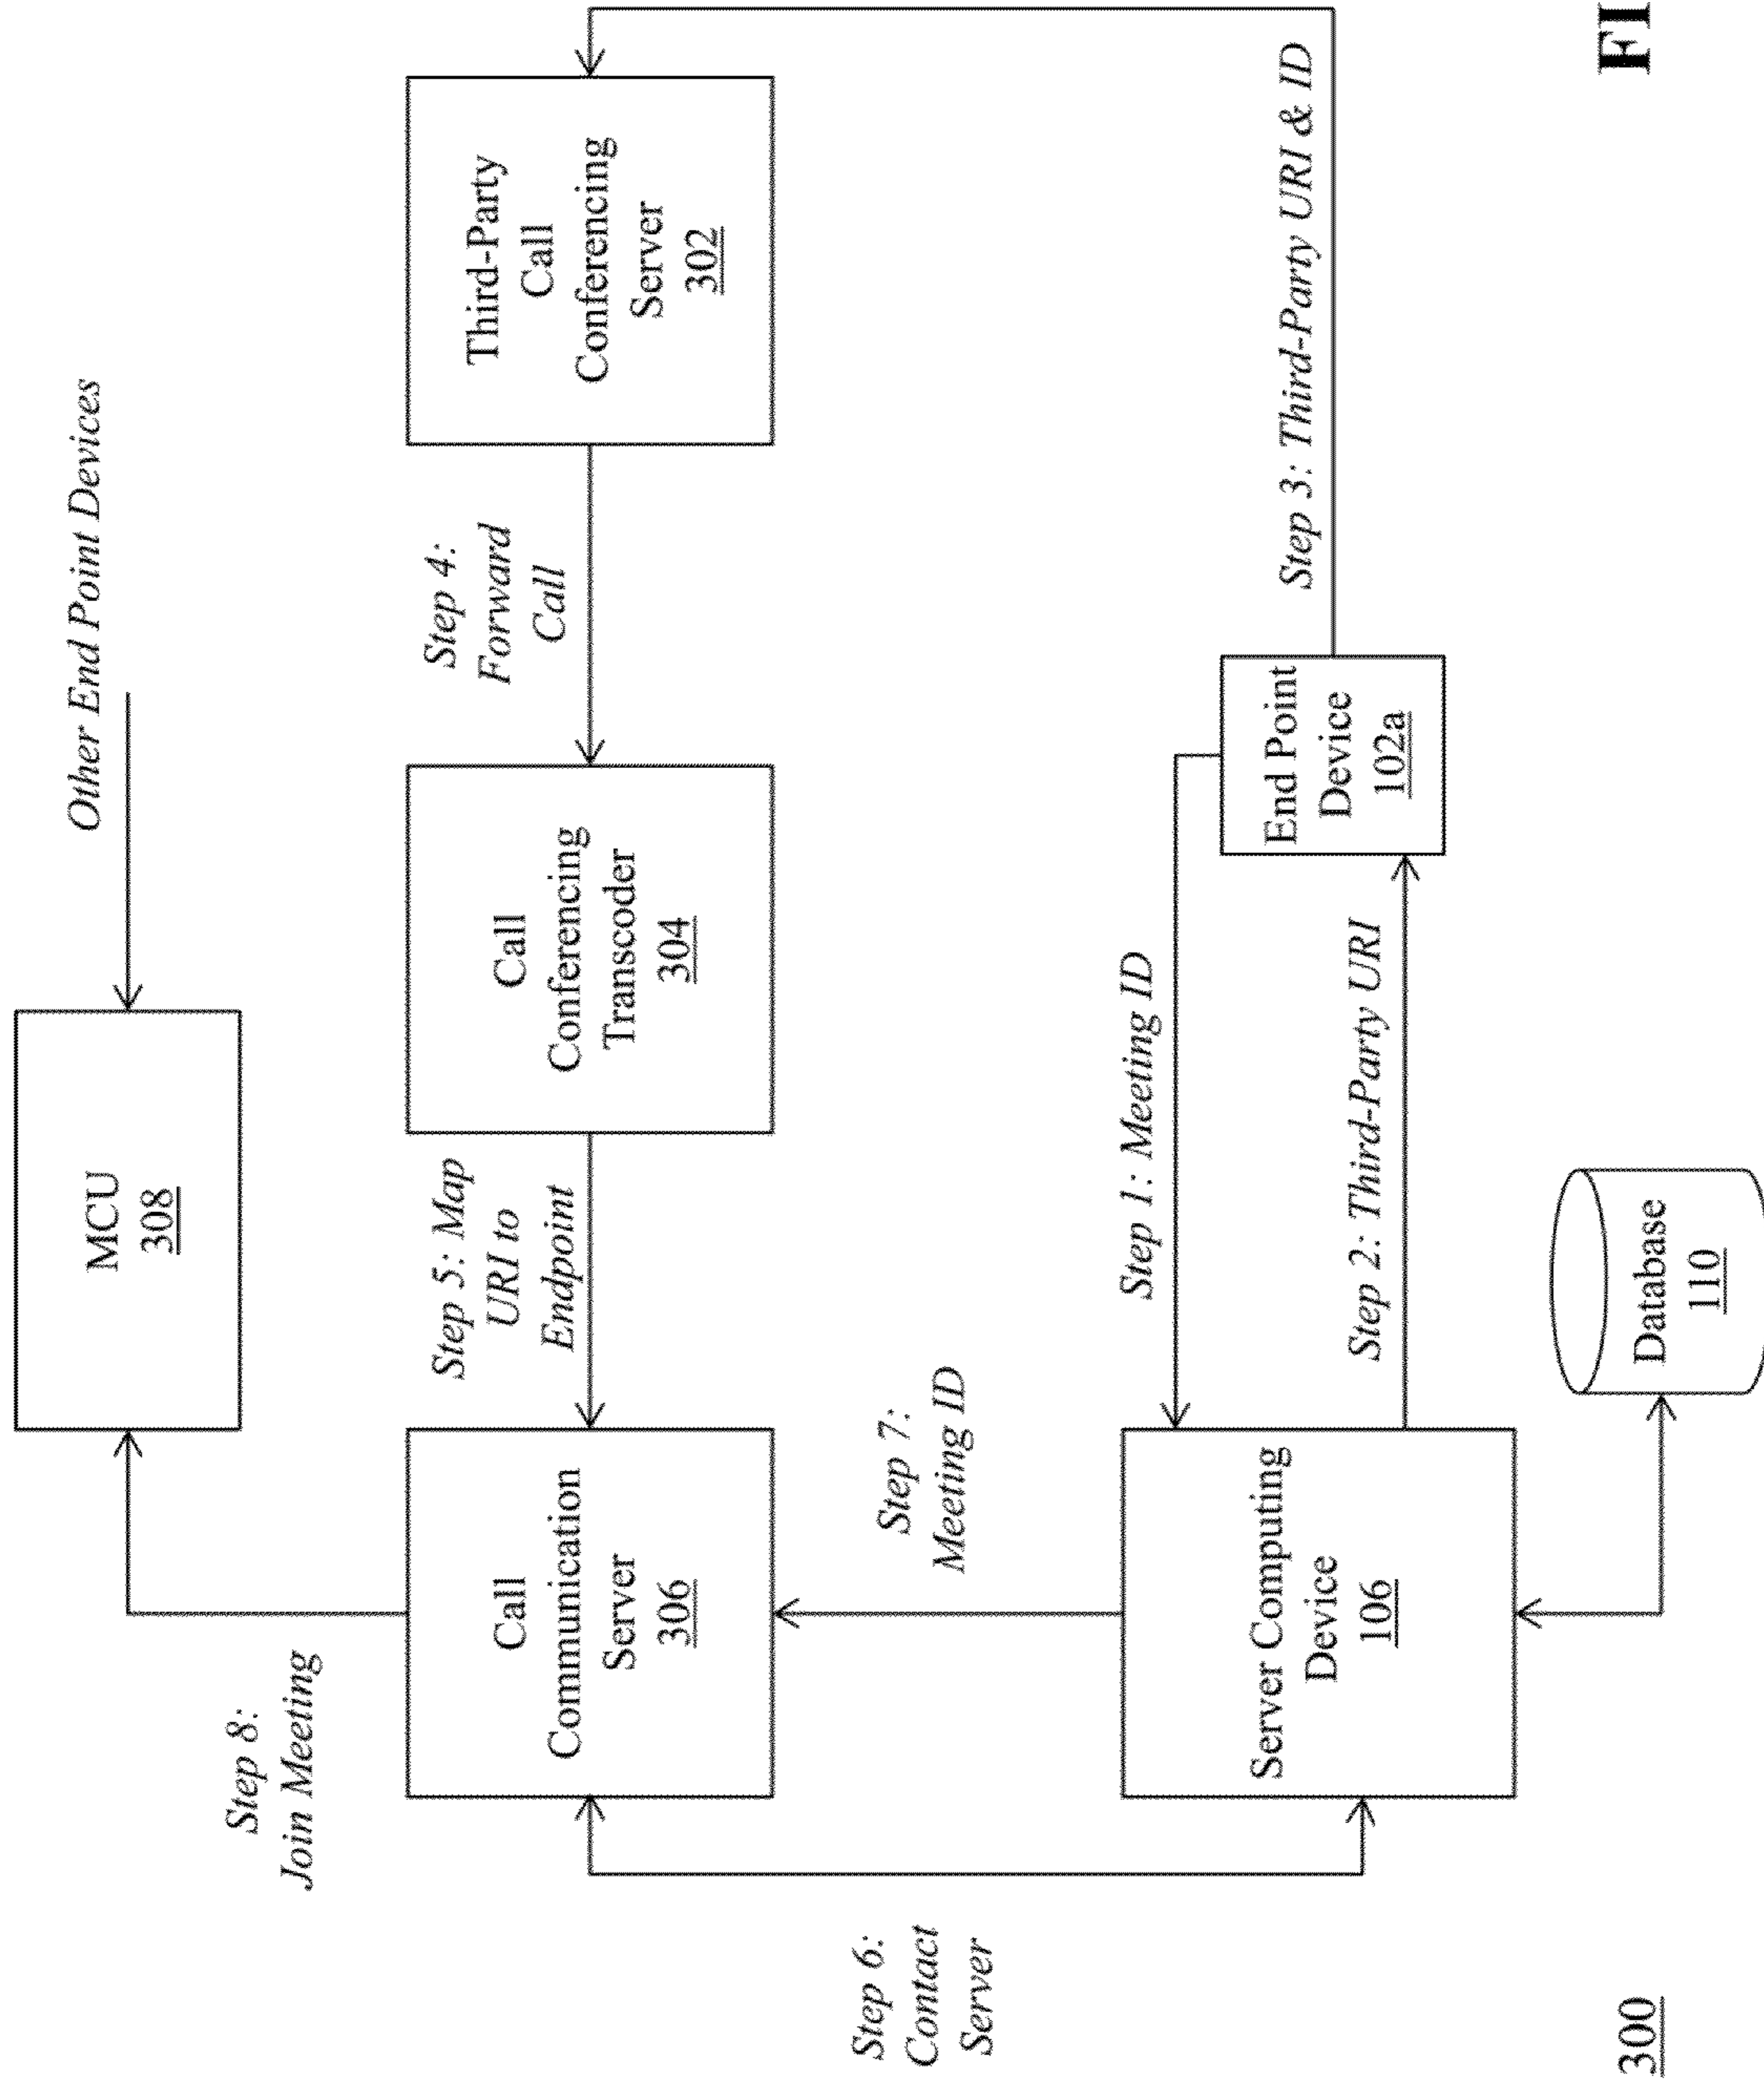 Other End Point Devices
MCU
308
Step 8:
Join Meeting
Call
Communication
Server
306
Step 5: Map
URI to
Endpoint
Call
Conferencing
Transcoder
304
Step 4:
Forward
Call
Third-Party
Call
Conferencing
Server
302
Step 6:
Contact
Server
Step 7:
Meeting ID
Server Computing
Device
106
Step 1: Meeting ID
Step 2: Third-Party URI
End Point
Device
102a
Step 3: Third-Party URI & ID
Database
110
300
FI